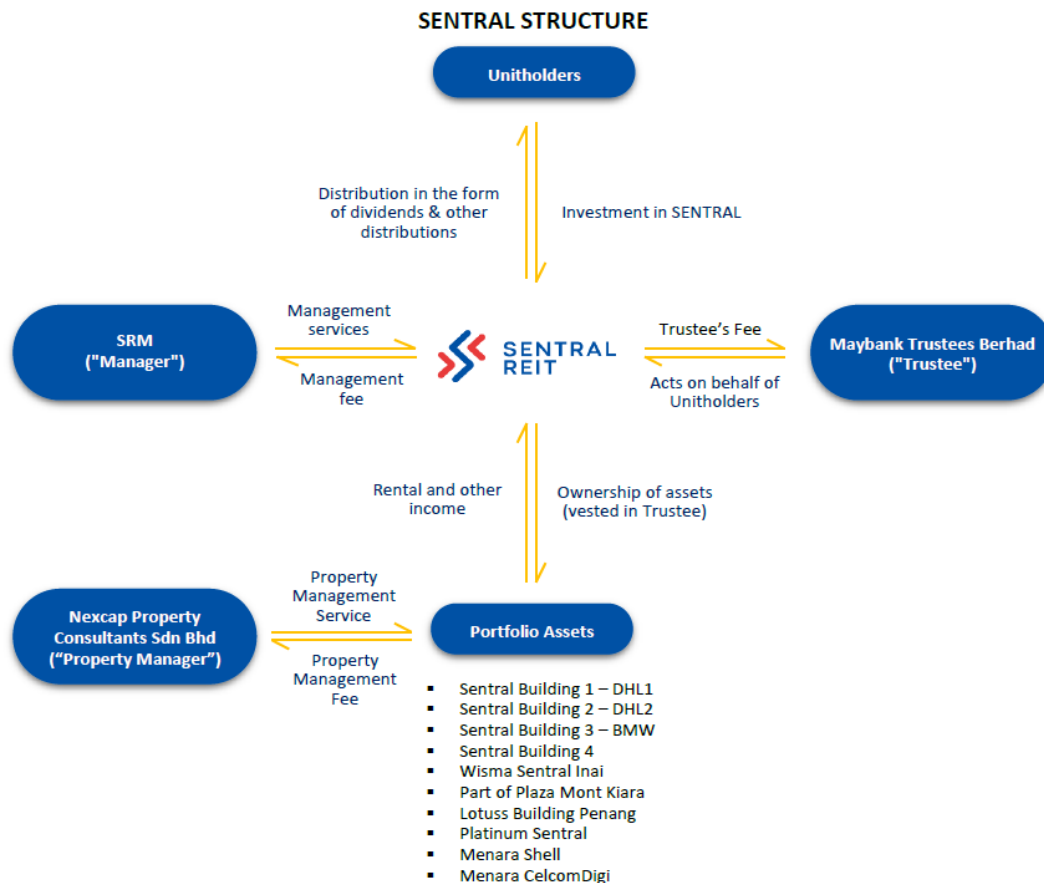 SENTRAL STRUCTURE
Unitholders
Distribution in the form
of dividends & other
distributions
Investment in SENTRAL
SRM
("Manager")
Management
services
Management
fee
SENTRAL
REIT
Trustee’s Fee
Acts on behalf of
Unitholders
Maybank Trustees Berhad
("Trustee")
Rental and other
income
Ownership of assets
(vested in Trustee)
Nexcap Property
Consultants Sdn Bhd
(“Property Manager”)
Property
Management
Service
Property
Management
Fee
Portfolio Assets
▪ Sentral Building 1 – DHL1
▪ Sentral Building 2 – DHL2
▪ Sentral Building 3 – BMW
▪ Sentral Building 4
▪ Wisma Sentral Inai
▪ Part of Plaza Mont Kiara
▪ Lotuss Building Penang
▪ Platinum Sentral
▪ Menara Shell
▪ Menara CelcomDigi